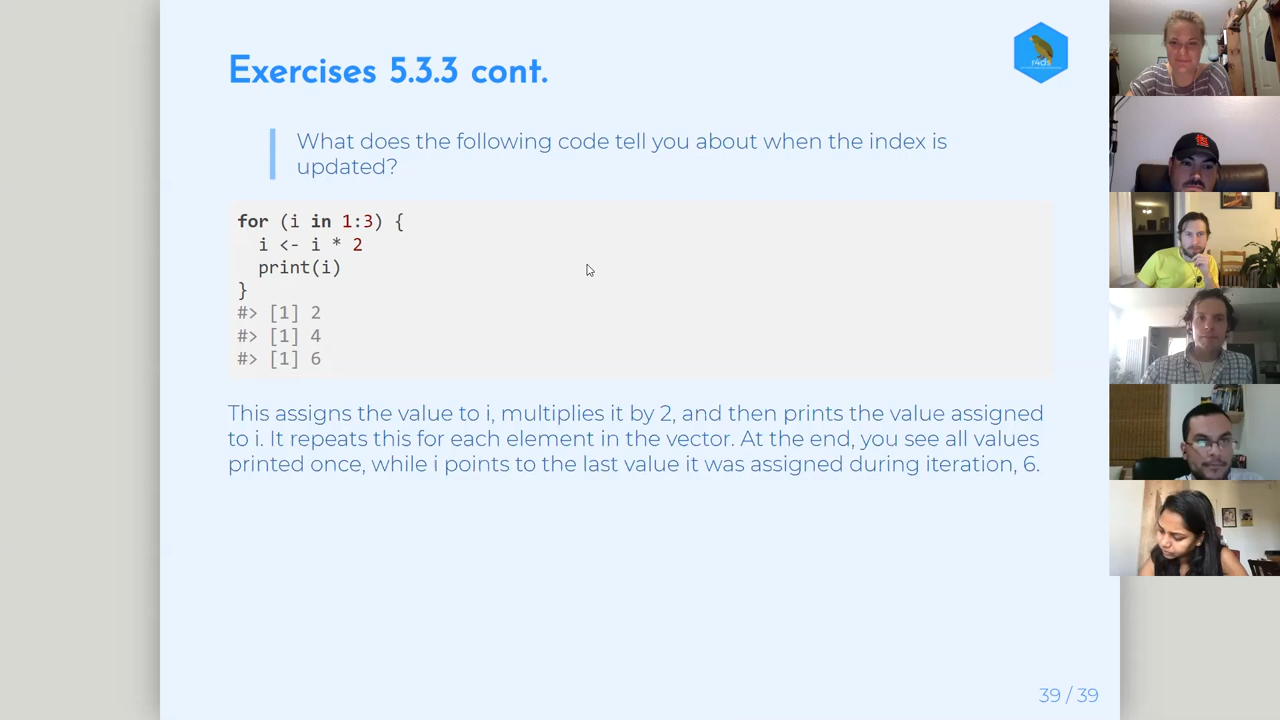 Exercises 5.3.3 cont.
r4ds
What does the following code tell you about when the index is
updated?
for (i in 1:3) {
  i <- i * 2
  print(i)
}
#> [1] 2
#> [1] 4
#> [1] 6
This assigns the value to i, multiplies it by 2, and then prints the value assigned
to i. It repeats this for each element in the vector. At the end, you see all values
printed once, while i points to the last value it was assigned during iteration, 6.
39 / 39